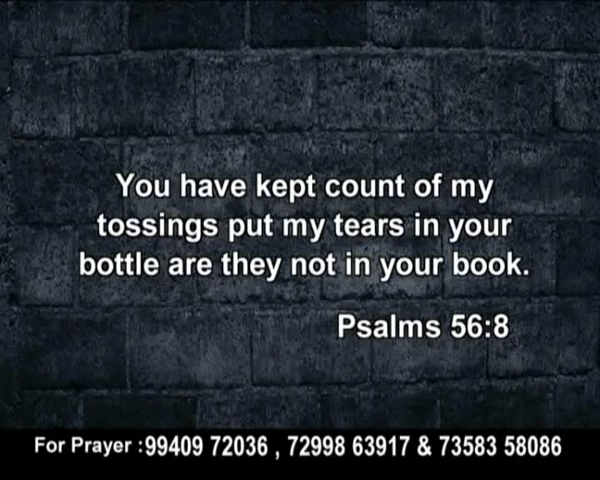 You have kept count of my
tossings put my tears in your
bottle are they not in your book.
Psalms 56:8
For Prayer :99409 72036 , 72998 63917 & 73583 58086